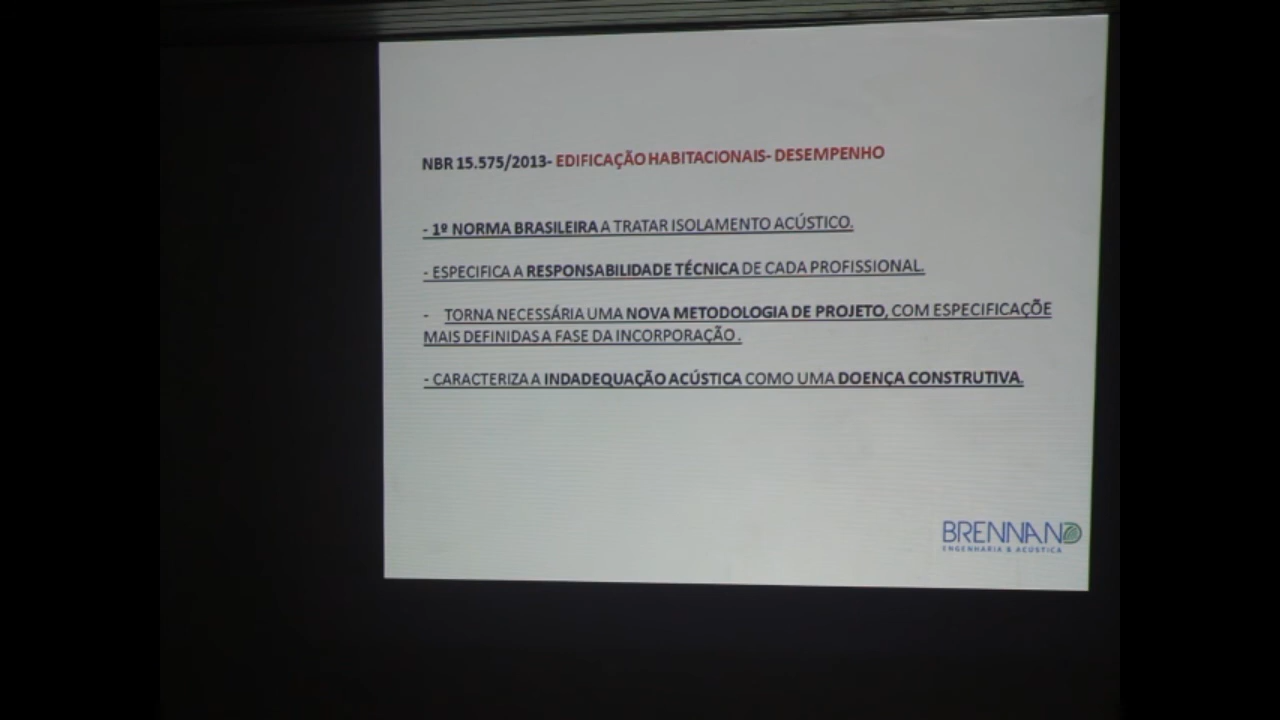 NBR 15.575/2013- EDIFICAÇÃO HABITACIONAIS- DESEMPENHO
- 1º NORMA BRASILEIRA A TRATAR ISOLAMENTO ACÚSTICO.
- ESPECIFICA A RESPONSABILIDADE TÉCNICA DE CADA PROFISSIONAL.
- TORNA NECESSÁRIA UMA NOVA METODOLOGIA DE PROJETO, COM ESPECIFICAÇÕE
MAIS DEFINIDAS A FASE DA INCORPORAÇÃO .
- CARACTERIZA A INDADEQUAÇÃO ACÚSTICA COMO UMA DOENÇA CONSTRUTIVA.
BRENNAND
ENGENHARIA & ACÚSTICA